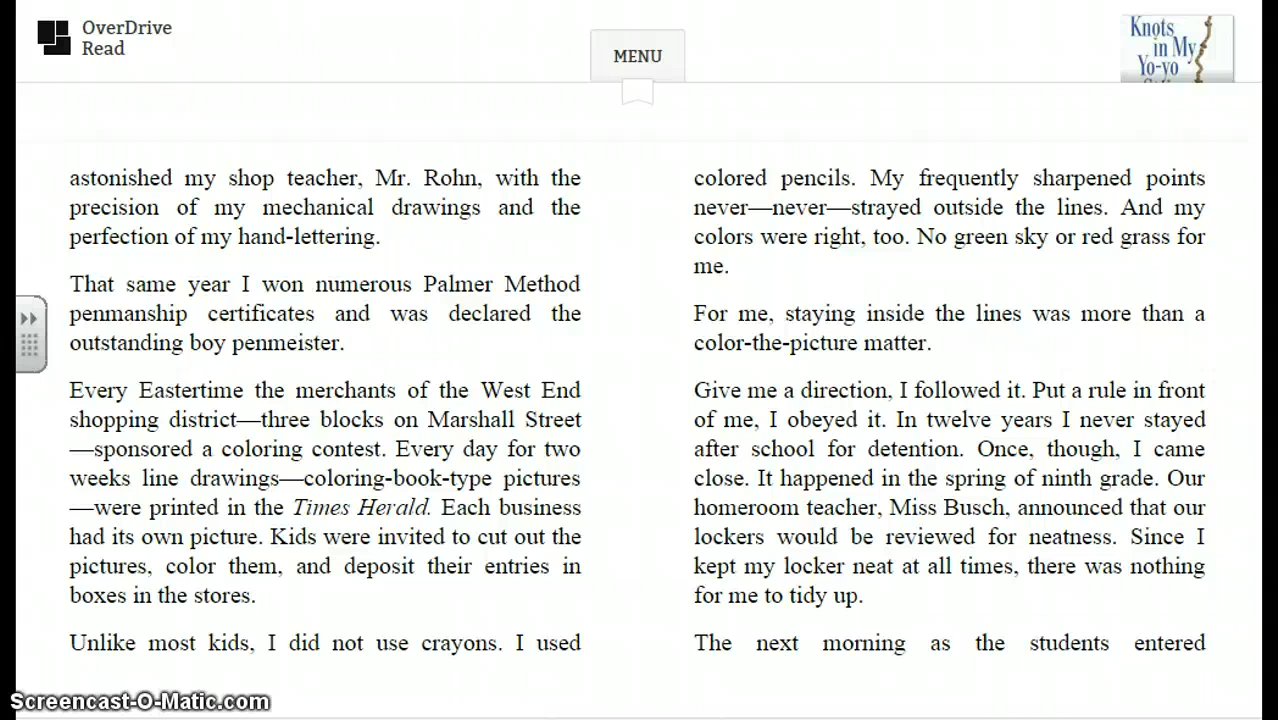 OverDrive
Read
MENU
Knots
in My
Yo-yo
astonished my shop teacher, Mr. Rohn, with the
precision of my mechanical drawings and the
perfection of my hand-lettering.
That same year I won numerous Palmer Method
penmanship certificates and was declared the
outstanding boy penmeister.
Every Eastertime the merchants of the West End
shopping district—three blocks on Marshall Street
—sponsored a coloring contest. Every day for two
weeks line drawings—coloring-book-type pictures
—were printed in the Times Herald. Each business
had its own picture. Kids were invited to cut out the
pictures, color them, and deposit their entries in
boxes in the stores.
Unlike most kids, I did not use crayons. I used
colored pencils. My frequently sharpened points
never—never—strayed outside the lines. And my
colors were right, too. No green sky or red grass for
me.
For me, staying inside the lines was more than a
color-the-picture matter.
Give me a direction, I followed it. Put a rule in front
of me, I obeyed it. In twelve years I never stayed
after school for detention. Once, though, I came
close. It happened in the spring of ninth grade. Our
homeroom teacher, Miss Busch, announced that our
lockers would be reviewed for neatness. Since I
kept my locker neat at all times, there was nothing
for me to tidy up.
The next morning as the students entered
Screencast-O-Matic.com